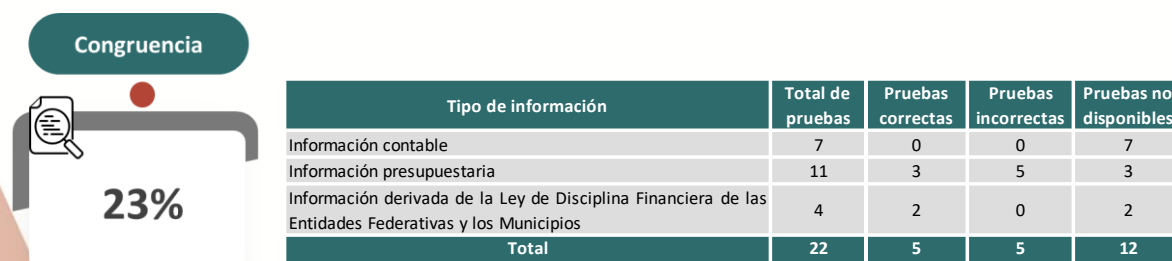 Congruencia
23%
Tipo de información Total de pruebas Pruebas correctas Pruebas incorrectas Pruebas no disponibles
Información contable 7 0 0 7
Información presupuestaria 11 3 5 3
Información derivada de la Ley de Disciplina Financiera de las
Entidades Federativas y los Municipios 4 2 0 2
Total 22 5 5 12